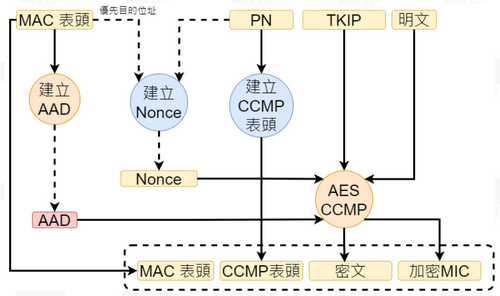 MAC 表頭
優先目的位址
PN
TKIP
明文
建立
AAD
建立
Nonce
建立
CCMP
表頭
Nonce
AES
CCMP
AAD
MAC 表頭
CCMP表頭
密文
加密MIC